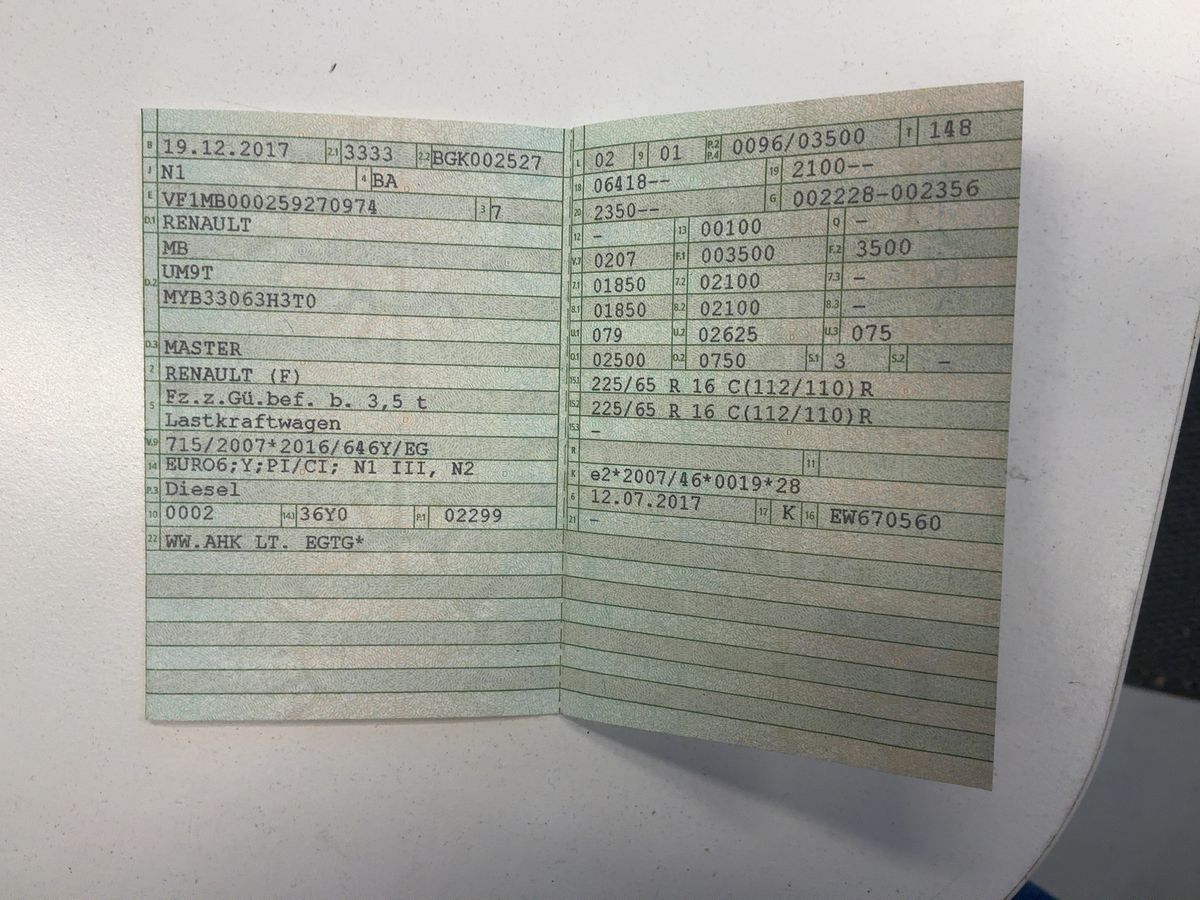 B 19.12.2017 2.1 3333 2.2 BGK002527
J N1 4 BA
E VF1MB000259270974 3 7
D.1 RENAULT
MB
D.2 UM9T
MYB33063H3T0
D.3 MASTER
2 RENAULT (F)
5 Fz.z.Gü.bef. b. 3,5 t
Lastkraftwagen
V.9 715/2007*2016/646Y/EG
14 EURO6;Y;PI/CI; N1 III, N2
P.3 Diesel
10 0002 14.1 36Y0 P.1 02299
22 WW.AHK LT. EGTG*
L 02 9 01 P.2 P.4 0096/03500 T 148
18 06418-- 19 2100--
20 2350-- G 002228-002356
12 - 13 00100 Q -
V.7 0207 F.1 003500 F.2 3500
7.1 01850 7.2 02100 7.3 -
8.1 01850 8.2 02100 8.3 -
U.1 079 U.2 02625 U.3 075
O.1 02500 O.2 0750 S.1 3 S.2 -
15.1 225/65 R 16 C(112/110)R
15.2 225/65 R 16 C(112/110)R
15.3 -
R 11
K e2*2007/46*0019*28
6 12.07.2017 17 K 16 EW670560
21 -